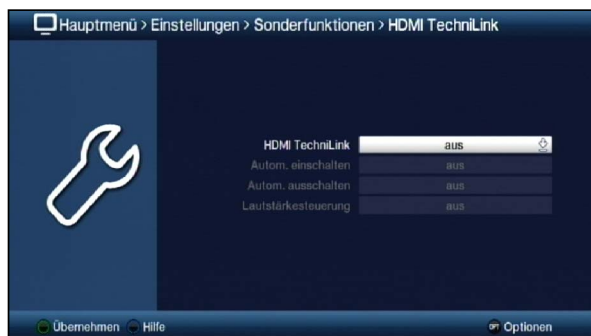 Hauptmenü > Einstellungen > Sonderfunktionen > HDMI TechniLink
HDMI TechniLink aus
Autom. einschalten aus
Autom. ausschalten aus
Lautstärkesteuerung aus
Übernehmen Hilfe OPT Optionen